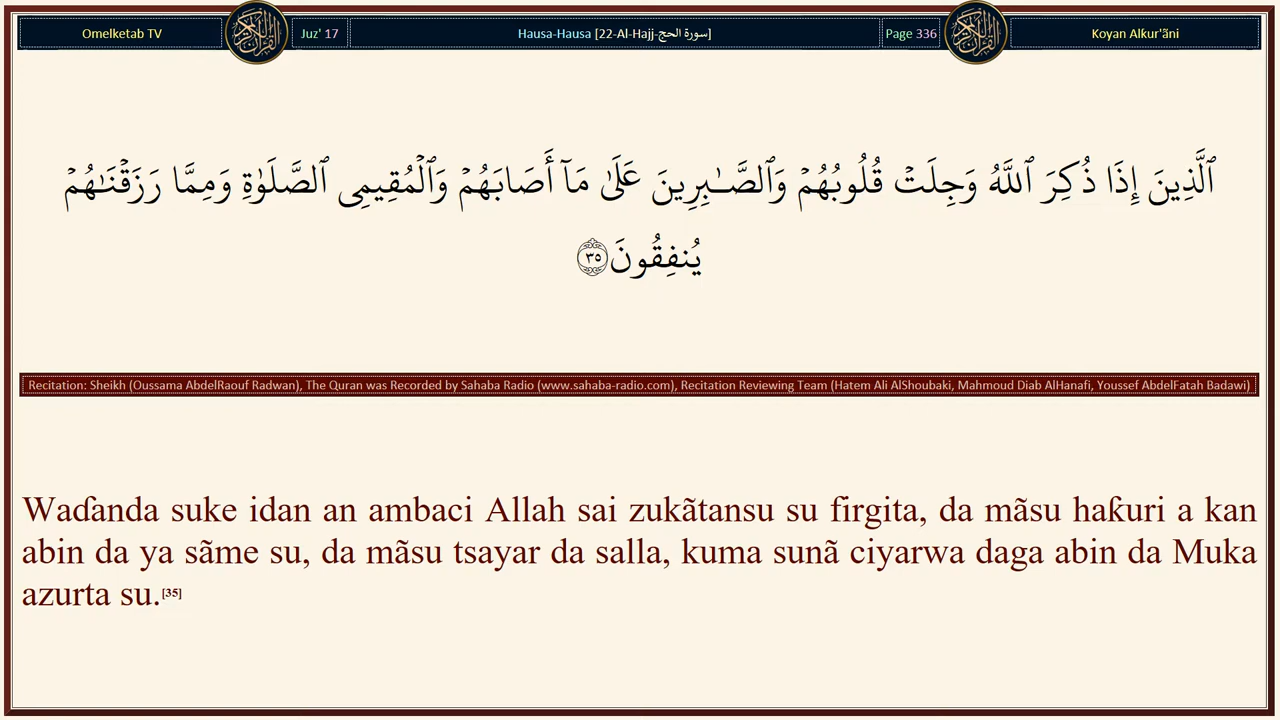 Omelketab TV
Juz' 17
Hausa-Hausa [22-Al-Hajj-سورة الحج]
Page 336
Koyan Alƙur'ãni
ٱلَّذِينَ إِذَا ذُكِرَ ٱللَّهُ وَجِلَتۡ قُلُوبُهُمۡ وَٱلصَّـٰبِرِينَ عَلَىٰ مَآ أَصَابَهُمۡ وَٱلۡمُقِيمِى ٱلصَّلَوٰةِ وَمِمَّا رَزَقۡنَـٰهُمۡ
يُنفِقُونَ ٣٥
Recitation: Sheikh (Oussama AbdelRaouf Radwan), The Quran was Recorded by Sahaba Radio (www.sahaba-radio.com), Recitation Reviewing Team (Hatem Ali AlShoubaki, Mahmoud Diab AlHanafi, Youssef AbdelFatah Badawi)
Waɗanda suke idan an ambaci Allah sai zukãtansu su firgita, da mãsu haƙuri a kan
abin da ya sãme su, da mãsu tsayar da salla, kuma sunã ciyarwa daga abin da Muka
azurta su.[35]